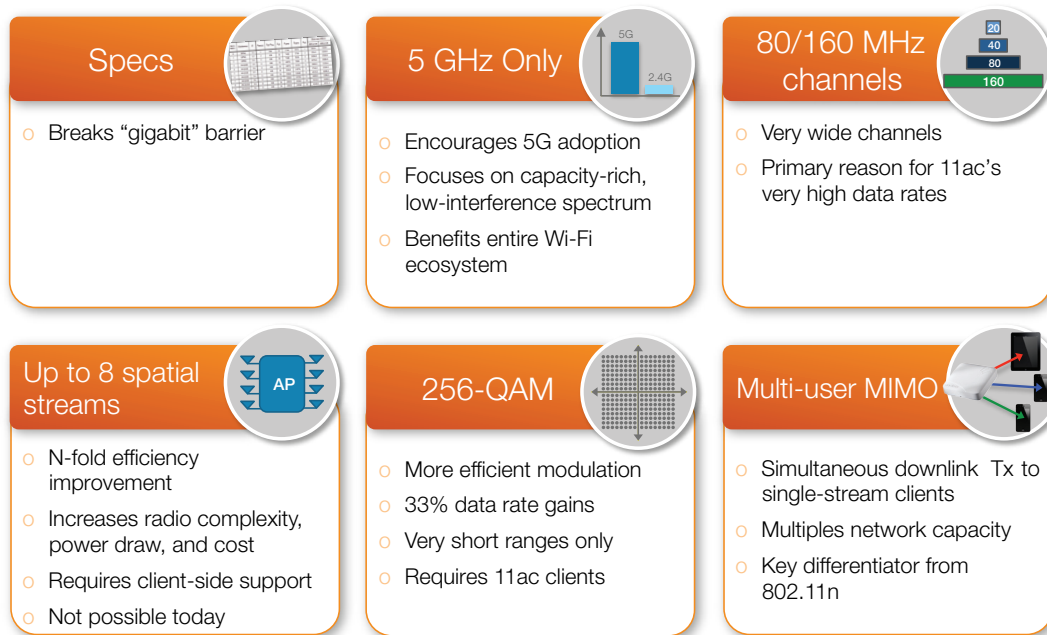 Specs
o Breaks “gigabit” barrier
5 GHz Only
5G
2.4G
o Encourages 5G adoption
o Focuses on capacity-rich,
low-interference spectrum
o Benefits entire Wi-Fi
ecosystem
80/160 MHz
channels
20
40
80
160
o Very wide channels
o Primary reason for 11ac’s
very high data rates
Up to 8 spatial
streams
AP
o N-fold efficiency
improvement
o Increases radio complexity,
power draw, and cost
o Requires client-side support
o Not possible today
256-QAM
o More efficient modulation
o 33% data rate gains
o Very short ranges only
o Requires 11ac clients
Multi-user MIMO
o Simultaneous downlink Tx to
single-stream clients
o Multiples network capacity
o Key differentiator from
802.11n